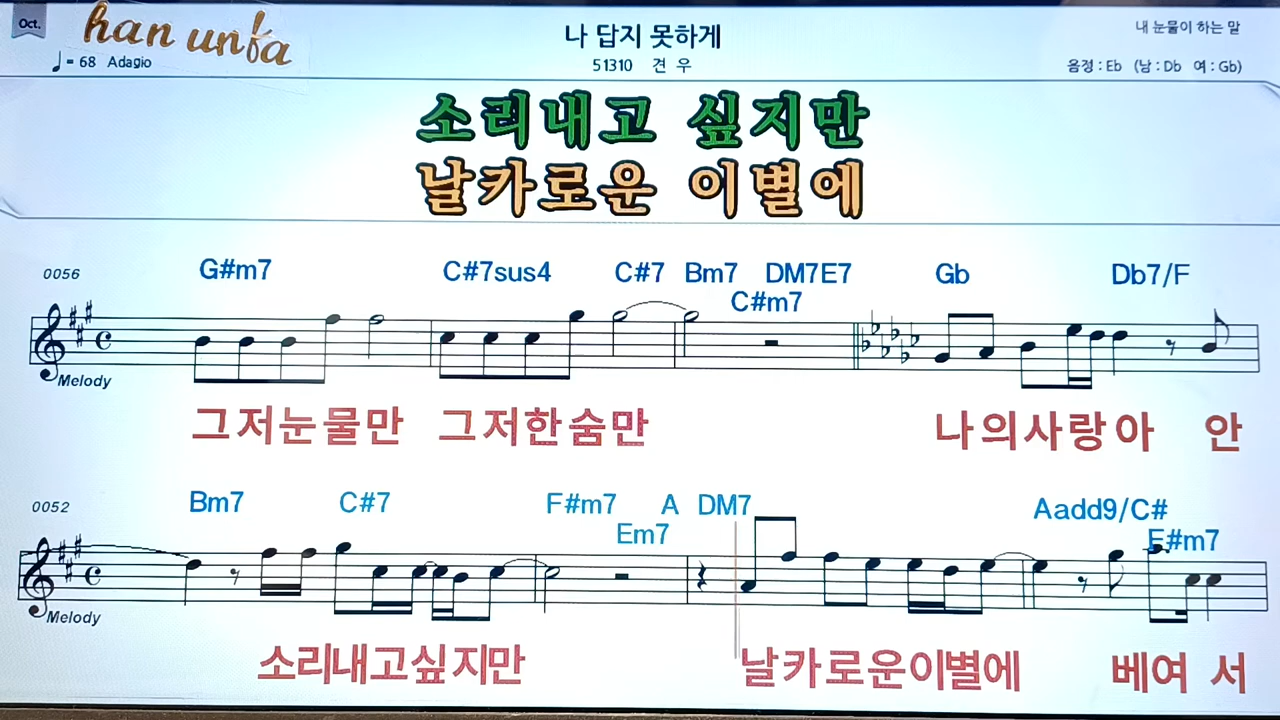 Oct.
han unfa
나 답지 못하게
내 눈물이 하는 말
♩= 68 Adagio
51310 견 우
음정 : Eb (남 : Db 여 : Gb)
소리내고 싶지만
날카로운 이별에
0056
G#m7 C#7sus4 C#7 Bm7 DM7E7 Gb Db7/F
C#m7
Melody
그저눈물만 그저한숨만 나의사랑아 안
0052
Bm7 C#7 F#m7 A DM7 Aadd9/C#
Em7 F#m7
Melody
소리내고싶지만 날카로운이별에 베여 서